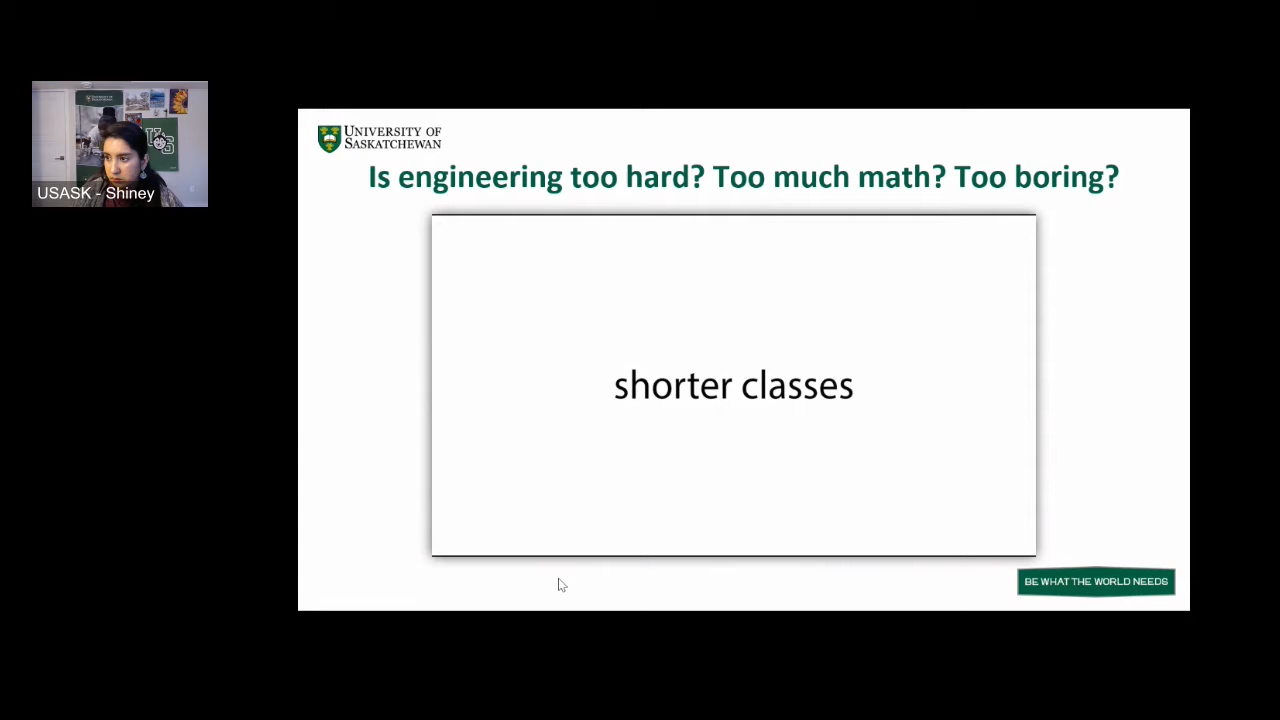 UNIVERSITY OF
SASKATCHEWAN
Is engineering too hard? Too much math? Too boring?
USASK - Shiney
shorter classes
BE WHAT THE WORLD NEEDS